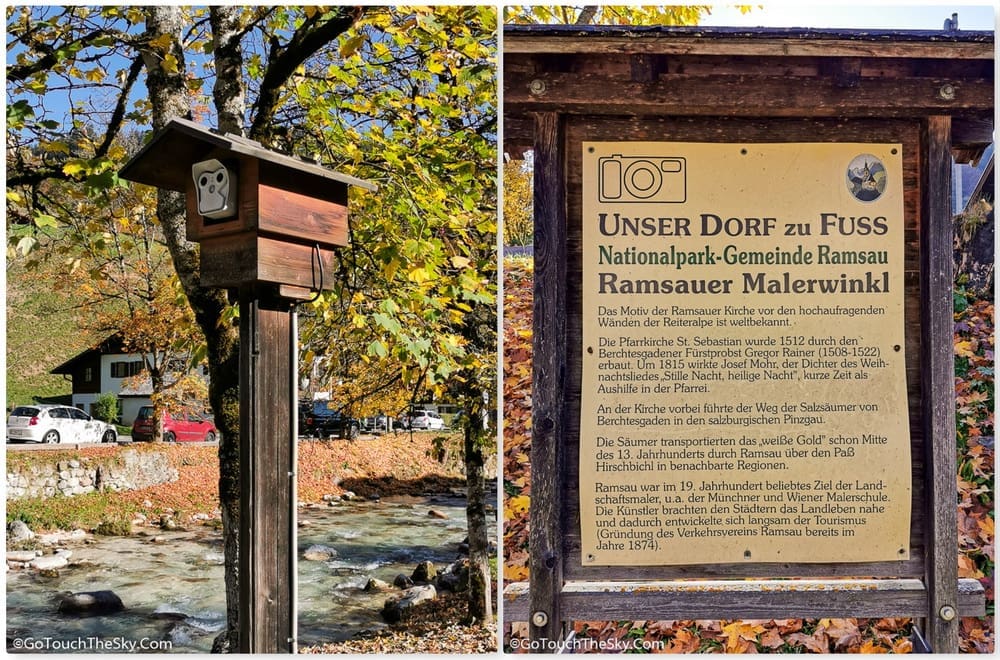 UNSER DORF ZU FUSS
Nationalpark-Gemeinde Ramsau
Ramsauer Malerwinkl
Das Motiv der Ramsauer Kirche vor den hochaufragenden
Wänden der Reiteralpe ist weltbekannt.
Die Pfarrkirche St. Sebastian wurde 1512 durch den
Berchtesgadener Fürstprobst Gregor Rainer (1508-1522)
erbaut. Um 1815 wirkte Josef Mohr, der Dichter des Weih-
nachtsliedes „Stille Nacht, heilige Nacht", kurze Zeit als
Aushilfe in der Pfarrei.
An der Kirche vorbei führte der Weg der Salzsäumer von
Berchtesgaden in den salzburgischen Pinzgau.
Die Säumer transportierten das „weiße Gold" schon Mitte
des 13. Jahrhunderts durch Ramsau über den Paß
Hirschbichl in benachbarte Regionen.
Ramsau war im 19. Jahrhundert beliebtes Ziel der Land-
schaftsmaler, u.a. der Münchner und Wiener Malerschule.
Die Künstler brachten den Städtern das Landleben nahe
und dadurch entwickelte sich langsam der Tourismus
(Gründung des Verkehrsvereins Ramsau bereits im
Jahre 1874).
©GoTouchTheSky.Com
©GoTouchTheSky.Com